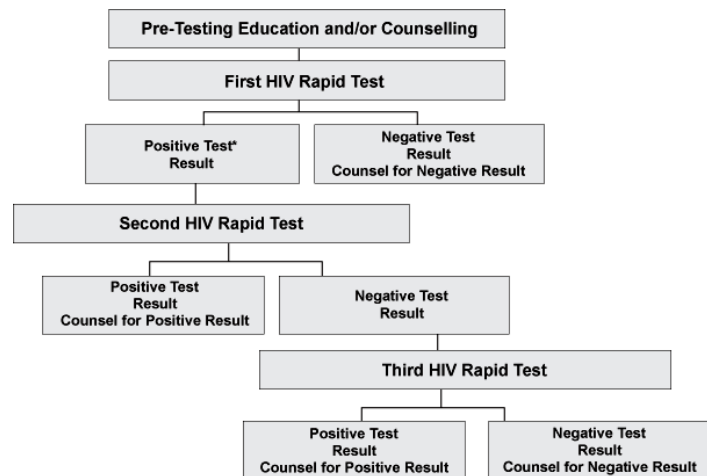 Pre-Testing Education and/or Counselling
First HIV Rapid Test
Positive Test*
Result
Negative Test
Result
Counsel for Negative Result
Second HIV Rapid Test
Positive Test
Result
Counsel for Positive Result
Negative Test
Result
Third HIV Rapid Test
Positive Test
Result
Counsel for Positive Result
Negative Test
Result
Counsel for Negative Result